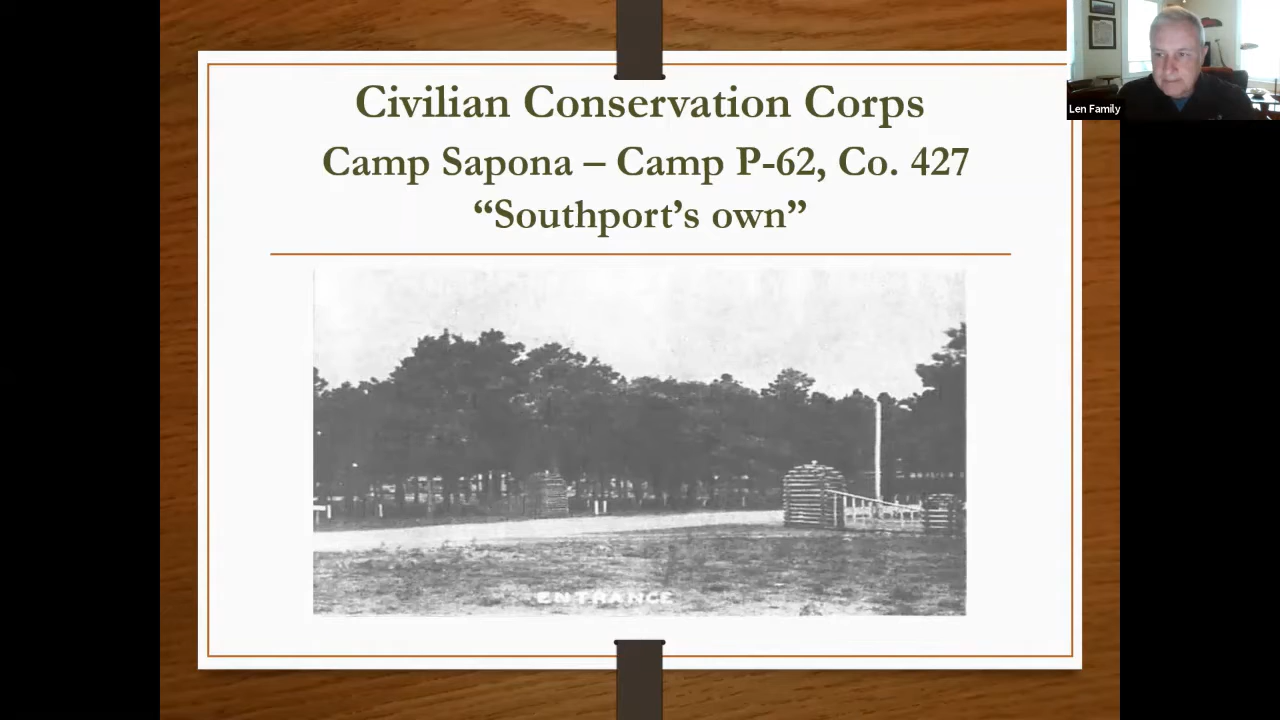 Civilian Conservation Corps
Camp Sapona – Camp P-62, Co. 427
“Southport’s own”
Len Family
ENTRANCE